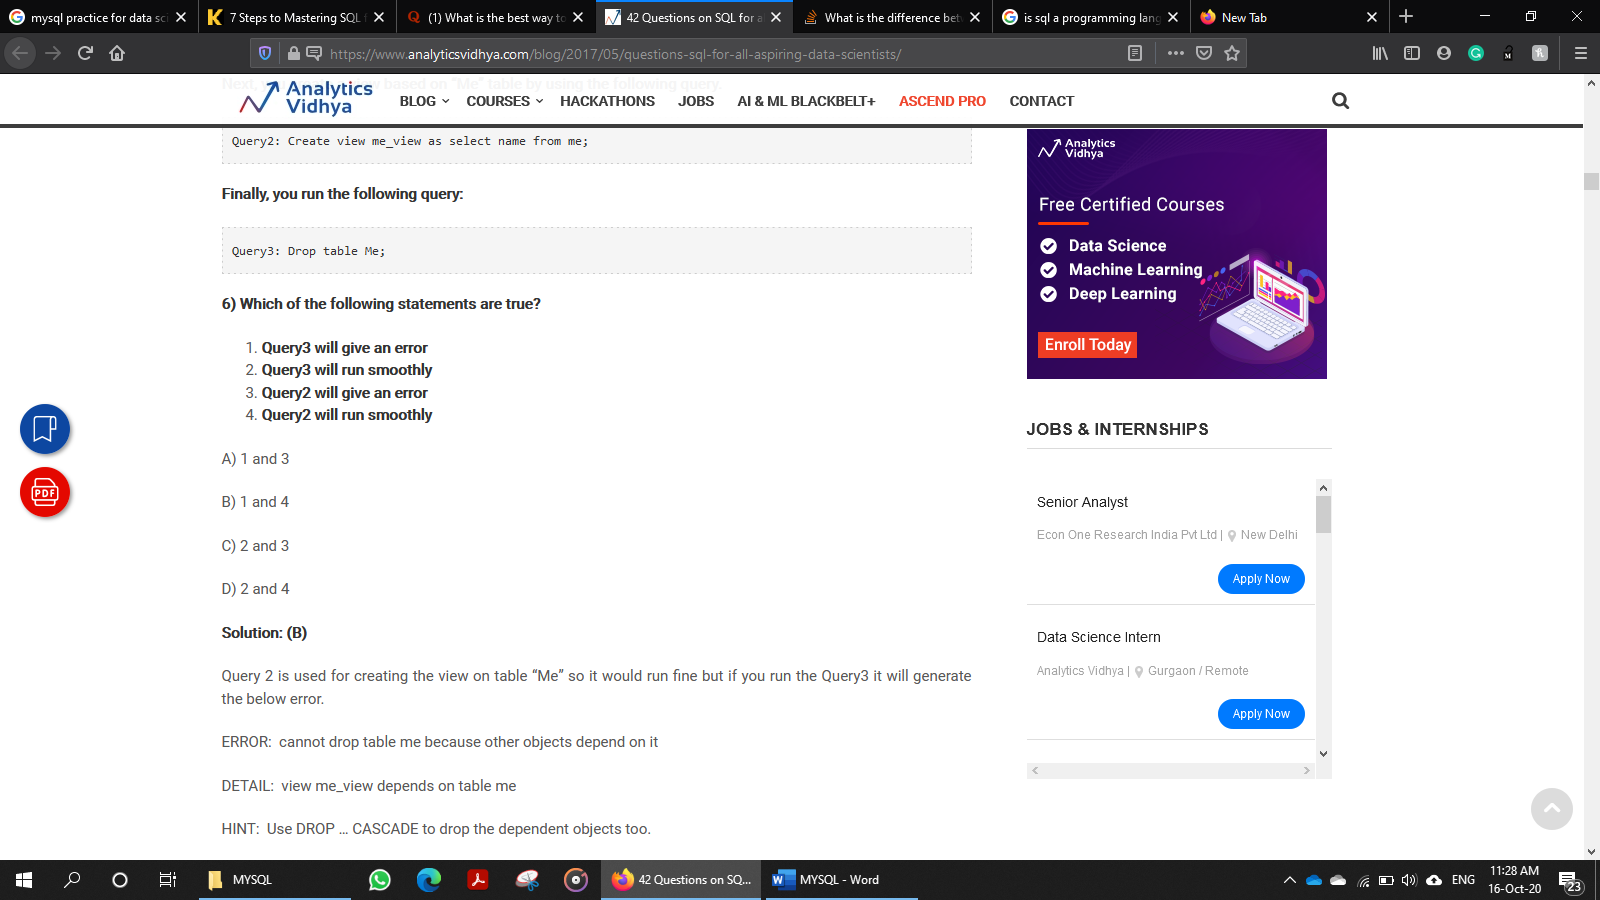 mysql practice for data sci
7 Steps to Mastering SQL f
(1) What is the best way to
42 Questions on SQL for a
What is the difference betw
is sql a programming lang
New Tab
https://www.analyticsvidhya.com/blog/2017/05/questions-sql-for-all-aspiring-data-scientists/
Analytics
Vidhya
BLOG
COURSES
HACKATHONS
JOBS
AI & ML BLACKBELT+
ASCEND PRO
CONTACT
Query2: Create view me_view as select name from me;
Finally, you run the following query:
Query3: Drop table Me;
6) Which of the following statements are true?
1. Query3 will give an error
2. Query3 will run smoothly
3. Query2 will give an error
4. Query2 will run smoothly
A) 1 and 3
B) 1 and 4
C) 2 and 3
D) 2 and 4
Solution: (B)
Query 2 is used for creating the view on table “Me” so it would run fine but if you run the Query3 it will generate
the below error.
ERROR:  cannot drop table me because other objects depend on it
DETAIL:  view me_view depends on table me
HINT:  Use DROP … CASCADE to drop the dependent objects too.
PDF
Analytics
Vidhya
Free Certified Courses
Data Science
Machine Learning
Deep Learning
Enroll Today
JOBS & INTERNSHIPS
Senior Analyst
Econ One Research India Pvt Ltd | New Delhi
Apply Now
Data Science Intern
Analytics Vidhya | Gurgaon / Remote
Apply Now
MYSQL
42 Questions on SQ...
MYSQL - Word
ENG
11:28 AM
16-Oct-20
23